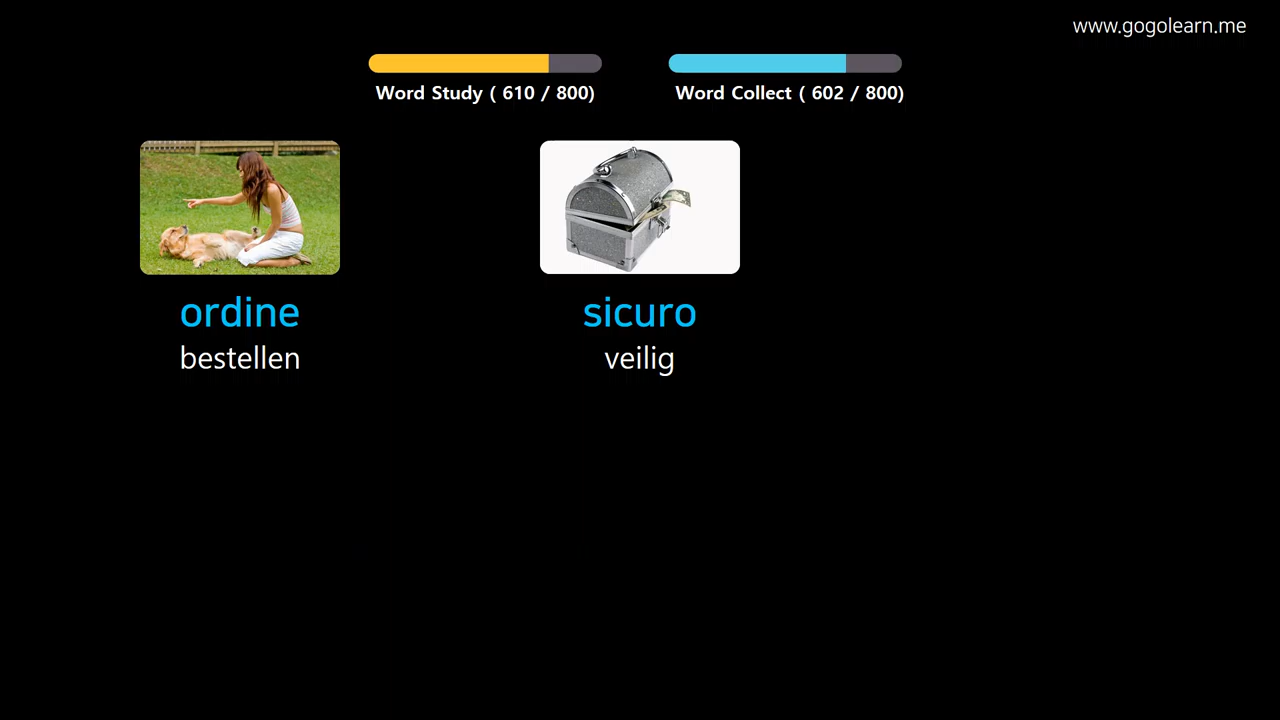 www.gogolearn.me
Word Study ( 610 / 800)
Word Collect ( 602 / 800)
ordine
bestellen
sicuro
veilig